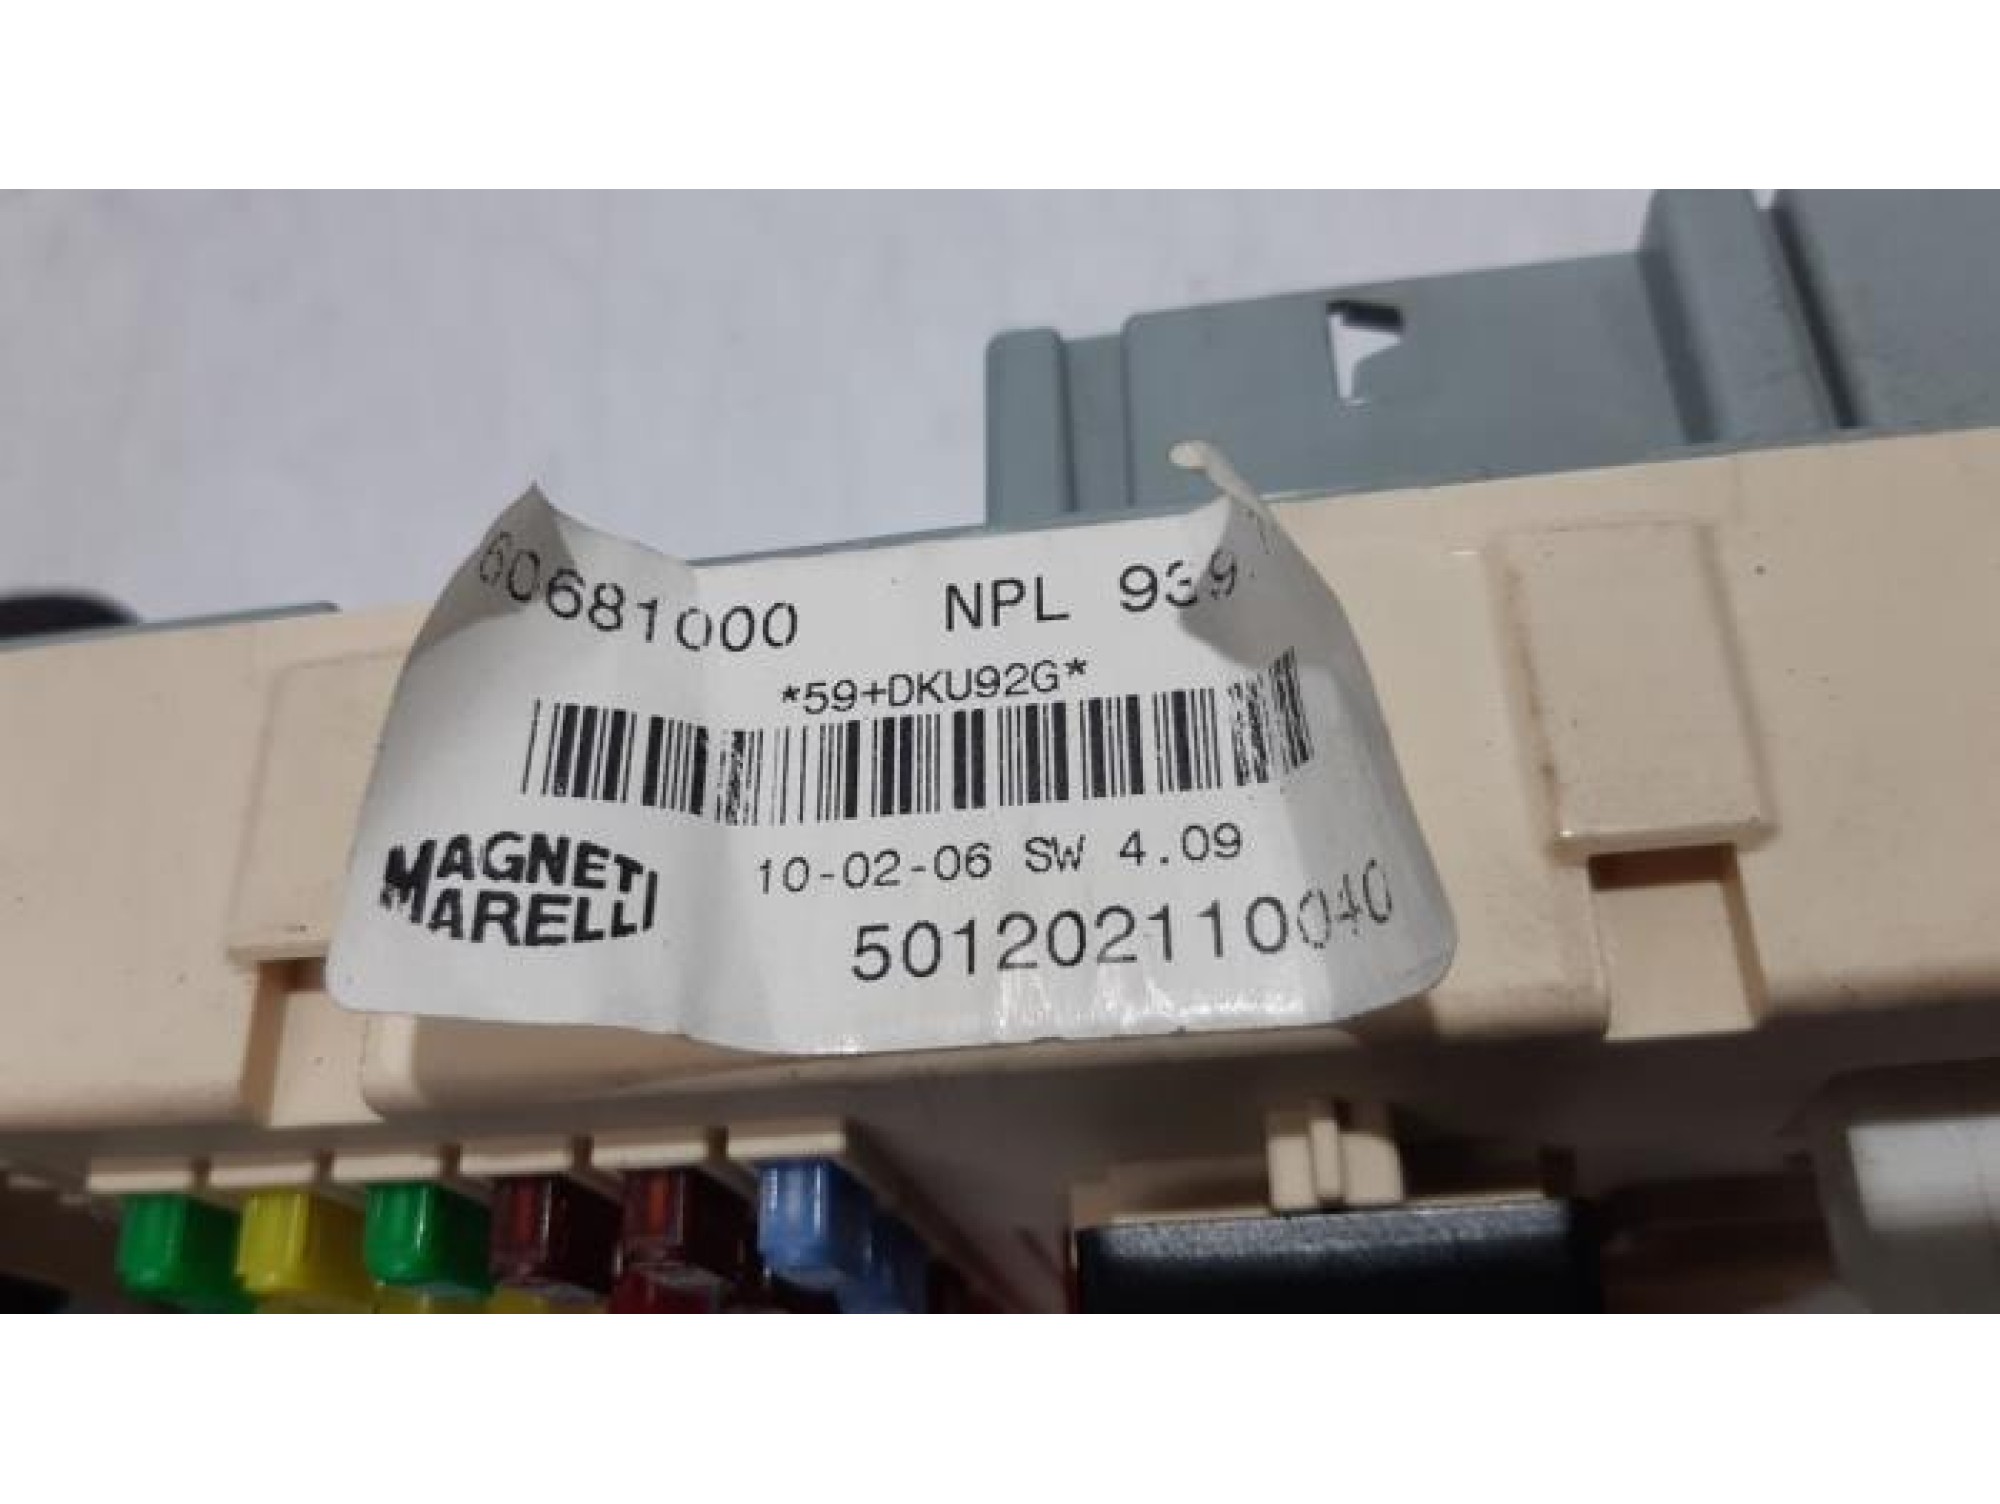 60681000 NPL 939
*59+DKU92G*
MAGNETI
MARELLI
10-02-06 SW 4.09
501202110040